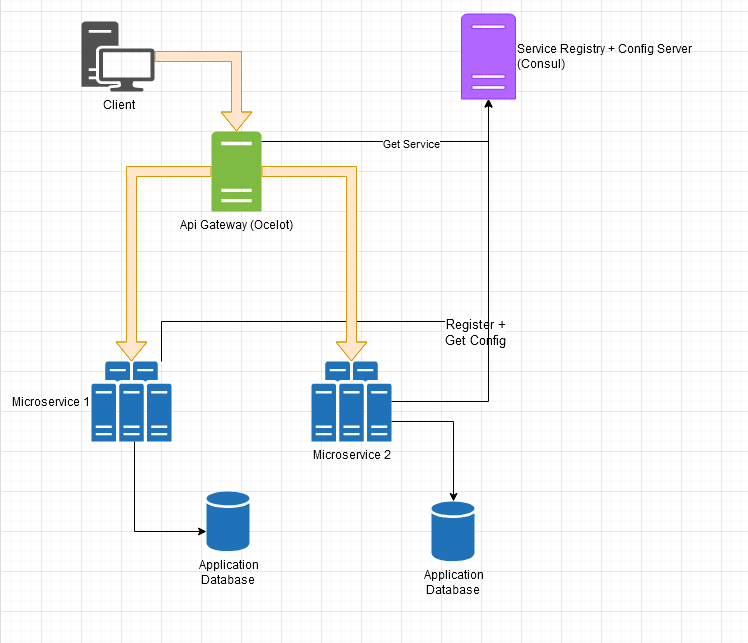 Service Registry + Config Server
(Consul)
Client
Get Service
Api Gateway (Ocelot)
Register +
Get Config
Microservice 1
Microservice 2
Application
Database
Application
Database